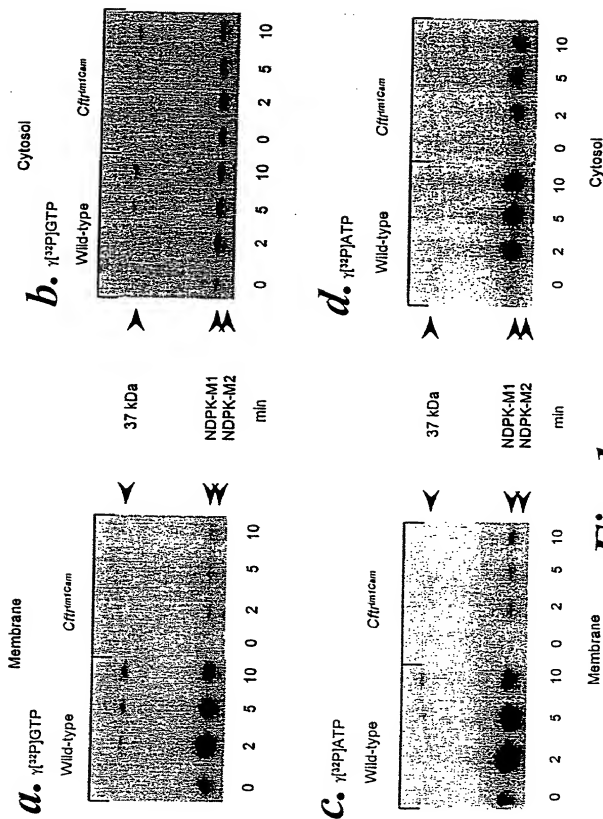 a. γ[³²P]GTP
Membrane
Wild-type
Cftrᵗᵐ¹ᶜᵃᵐ
0 2 5 10 0 2 5 10
37 kDa
NDPK-M1
NDPK-M2
min
b. γ[³²P]GTP
Cytosol
Wild-type
Cftrᵗᵐ¹ᶜᵃᵐ
0 2 5 10 0 2 5 10
c. γ[³²P]ATP
Wild-type
Cftrᵗᵐ¹ᶜᵃᵐ
0 2 5 10 0 2 5 10
Membrane
37 kDa
NDPK-M1
NDPK-M2
min
d. γ[³²P]ATP
Wild-type
Cftrᵗᵐ¹ᶜᵃᵐ
0 2 5 10 0 2 5 10
Cytosol